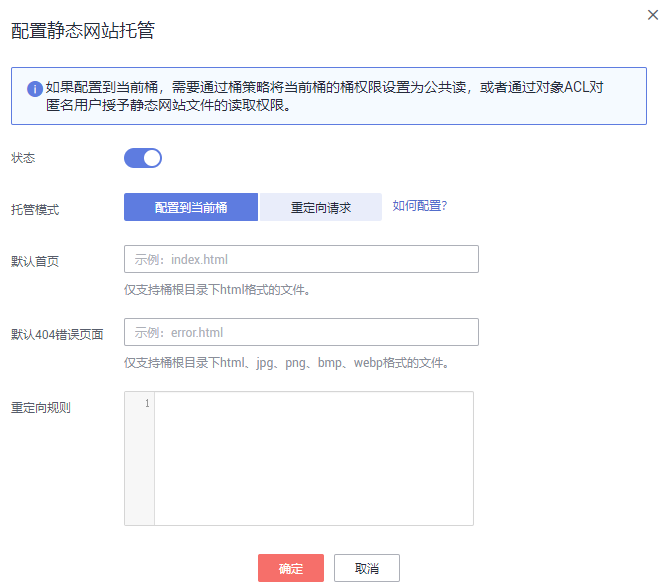 配置静态网站托管
如果配置到当前桶，需要通过桶策略将当前桶的桶权限设置为公共读，或者通过对象ACL对
匿名用户授予静态网站文件的读取权限。
状态
托管模式 配置到当前桶 重定向请求 如何配置?
默认首页 示例：index.html
仅支持桶根目录下html格式的文件。
默认404错误页面 示例：error.html
仅支持桶根目录下html、jpg、png、bmp、webp格式的文件。
重定向规则 1
确定 取消